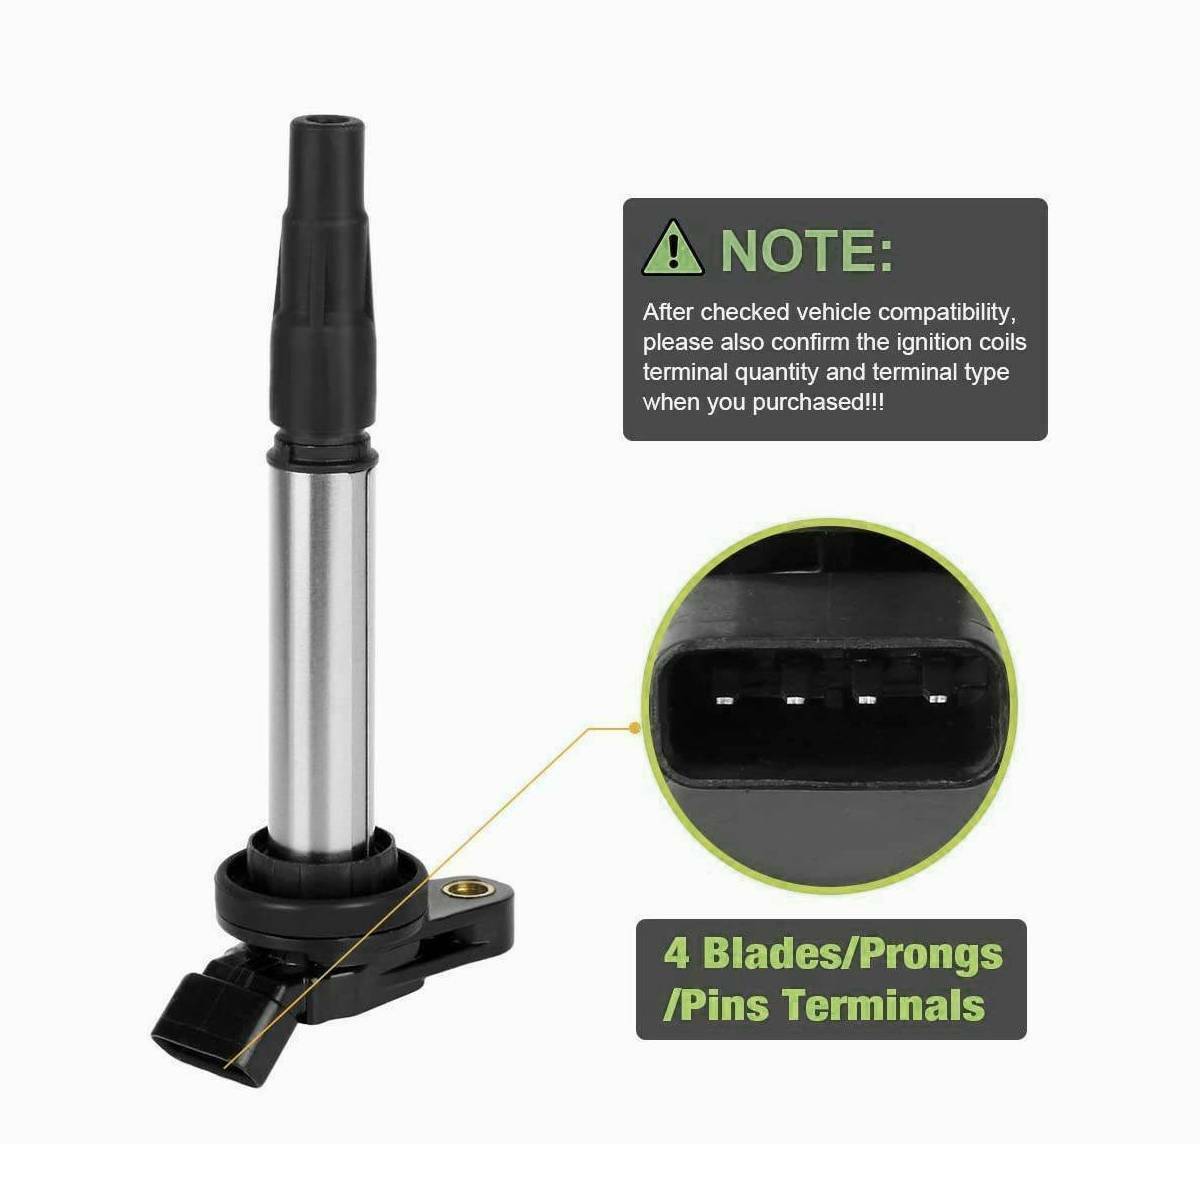 NOTE:
After checked vehicle compatibility,
please also confirm the ignition coils
terminal quantity and terminal type
when you purchased!!!
4 Blades/Prongs
/Pins Terminals